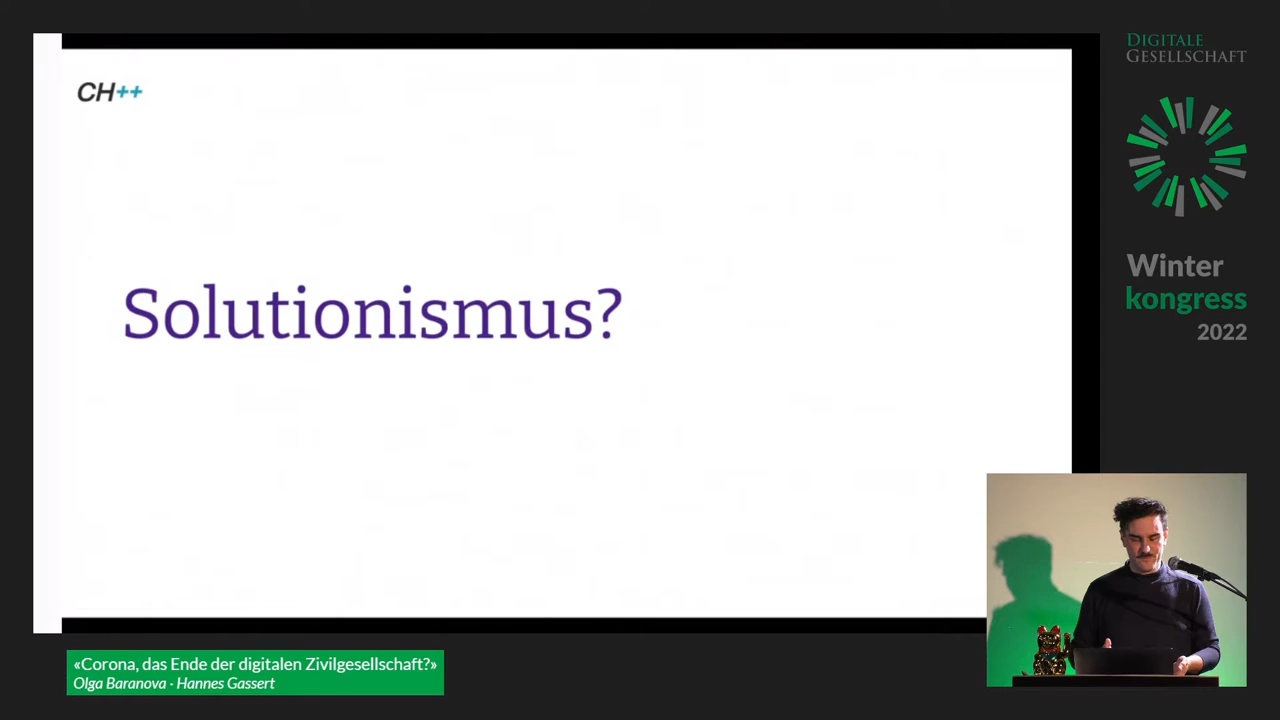 CH++
Solutionismus?
DIGITALE
GESELLSCHAFT
Winter
kongress
2022
«Corona, das Ende der digitalen Zivilgesellschaft?»
Olga Baranova · Hannes Gassert